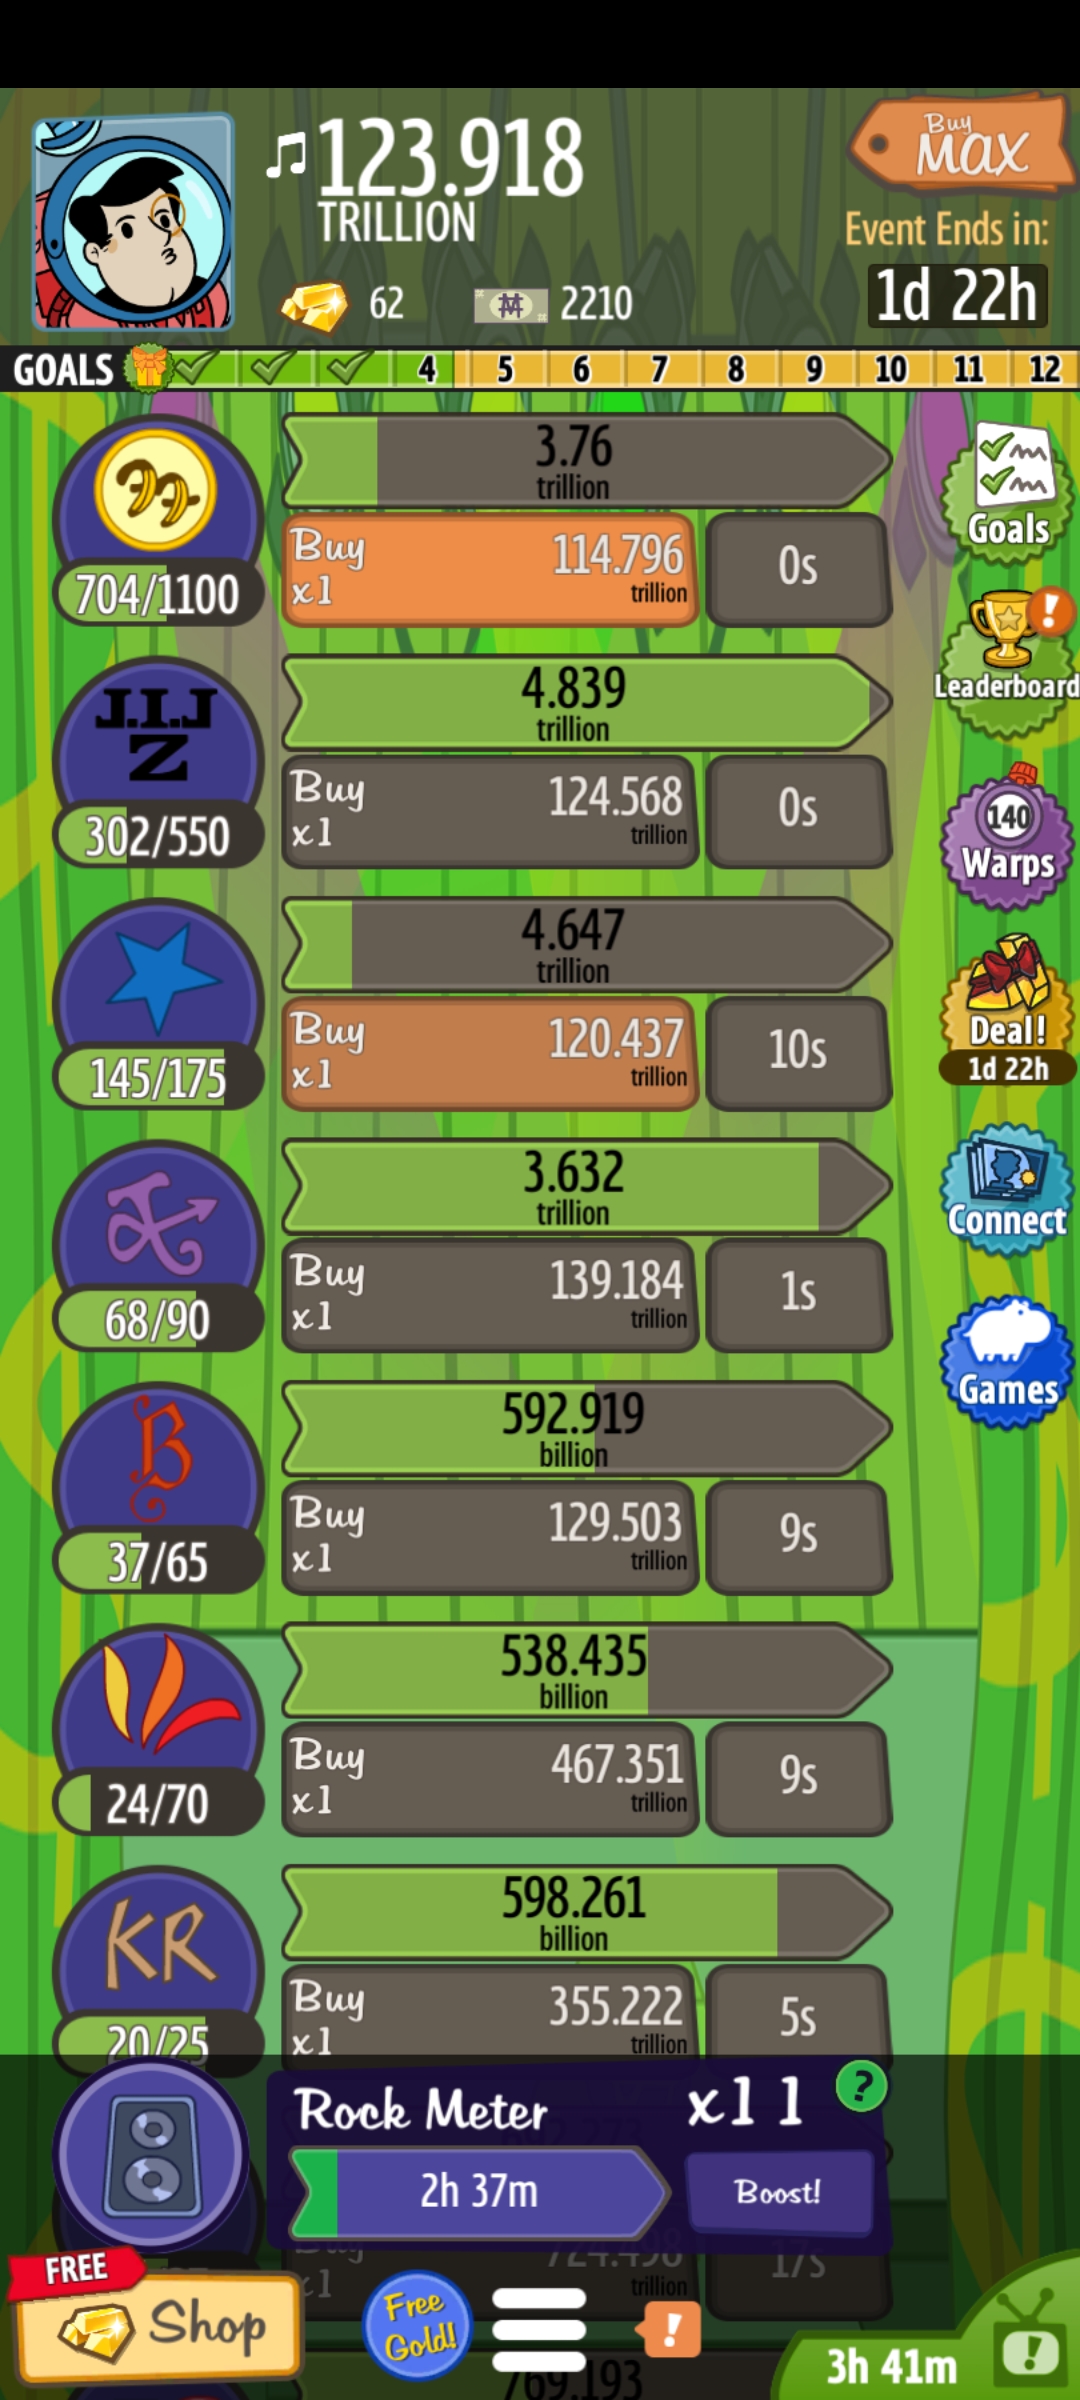 123.918
TRILLION
Buy
MAX
Event Ends in:
1d 22h
62
2210
GOALS
4
5
6
7
8
9
10
11
12
3.76
trillion
704/1100
Buy
x1
114.796
trillion
0s
Goals
J.I.J
Z
302/550
4.839
trillion
Buy
x1
124.568
trillion
0s
Leaderboard
140
Warps
145/175
4.647
trillion
Buy
x1
120.437
trillion
10s
Deal!
1d 22h
68/90
3.632
trillion
Buy
x1
139.184
trillion
1s
Connect
B
37/65
592.919
billion
Buy
x1
129.503
trillion
9s
Games
24/70
538.435
billion
Buy
x1
467.351
trillion
9s
KR
20/25
598.261
billion
Buy
x1
355.222
trillion
5s
Rock Meter
x11
?
2h 37m
Boost!
Buy
x1
724.498
trillion
17s
FREE
Shop
Free
Gold!
!
769.193
3h 41m